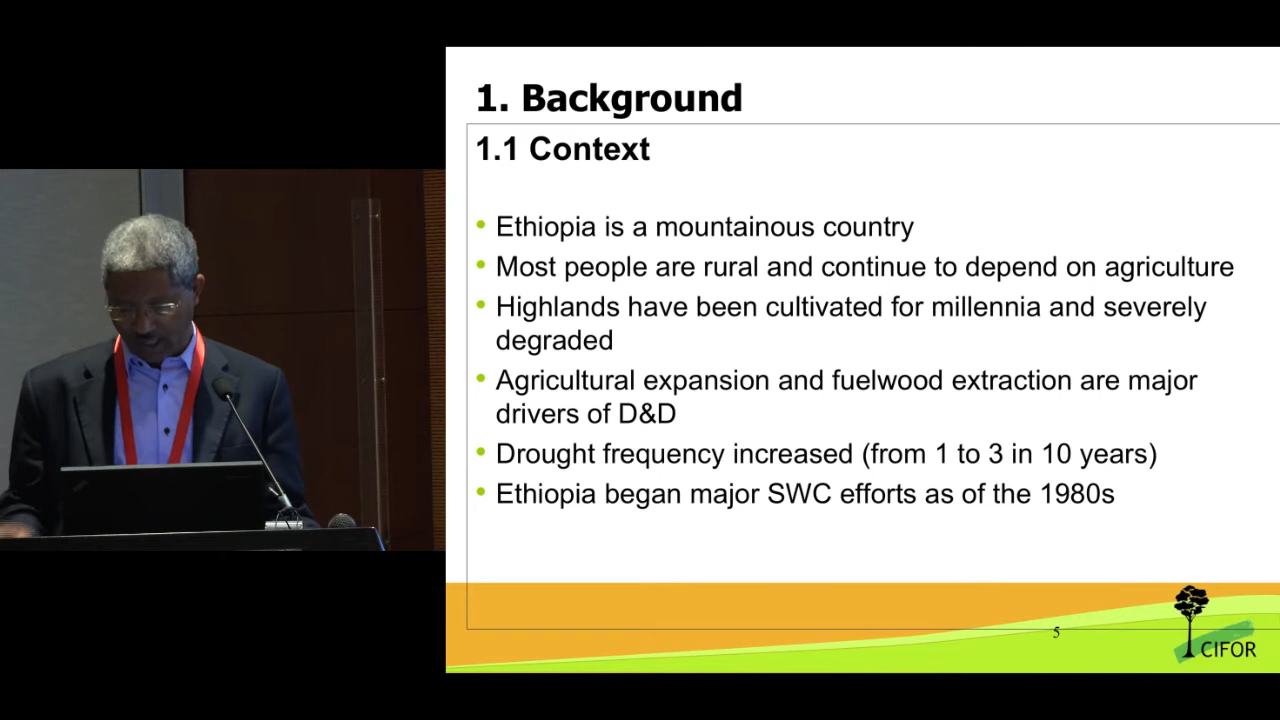 1. Background
1.1 Context
• Ethiopia is a mountainous country
• Most people are rural and continue to depend on agriculture
• Highlands have been cultivated for millennia and severely
degraded
• Agricultural expansion and fuelwood extraction are major
drivers of D&D
• Drought frequency increased (from 1 to 3 in 10 years)
• Ethiopia began major SWC efforts as of the 1980s
5
CIFOR